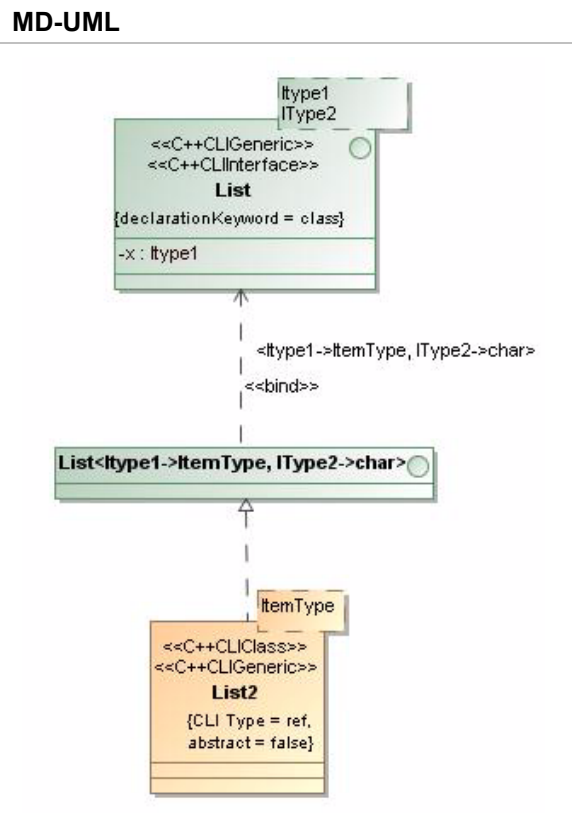 MD-UML
Itype1
IType2
<<C++CLIGeneric>>
<<C++CLIInterface>>
List
{declarationKeyword = class}
-x : Itype1
<Itype1->ItemType, IType2->char>
<<bind>>
List<Itype1->ItemType, IType2->char>
ItemType
<<C++CLIClass>>
<<C++CLIGeneric>>
List2
{CLI Type = ref,
abstract = false}